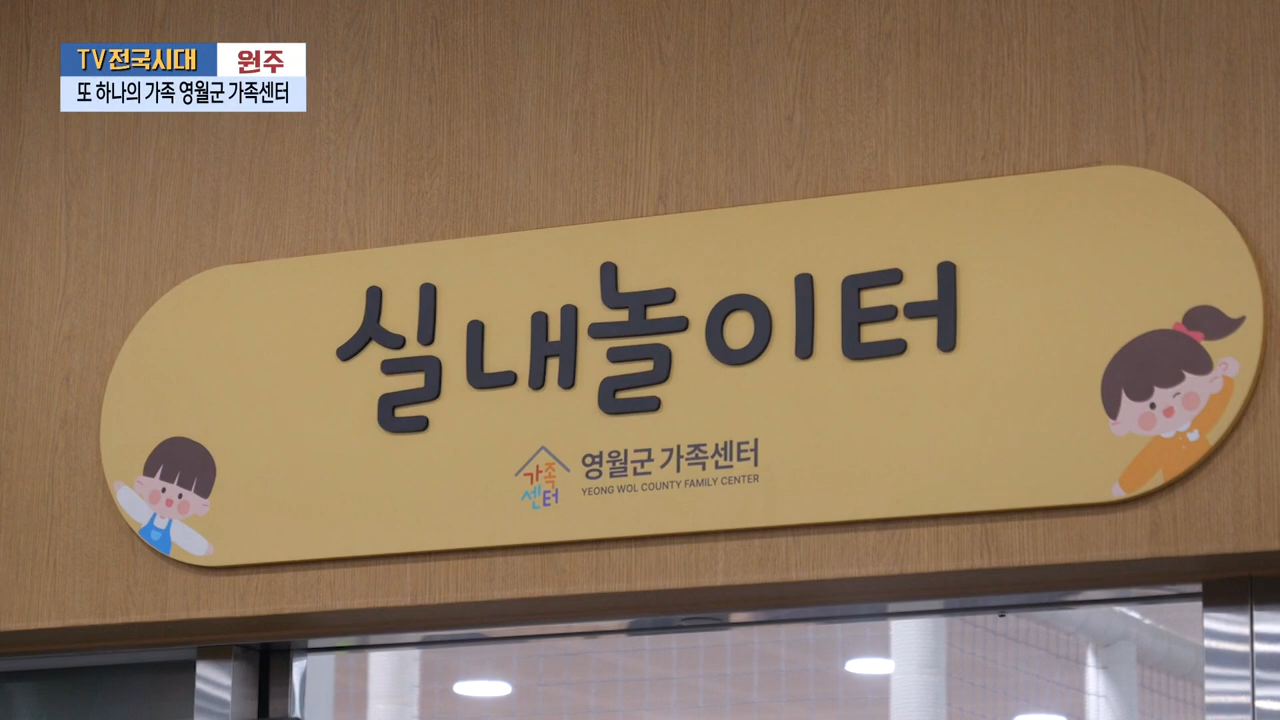 TV전국시대 원주
또 하나의 가족 영월군 가족센터
실내놀이터
가족
센터
영월군 가족센터
YEONG WOL COUNTY FAMILY CENTER